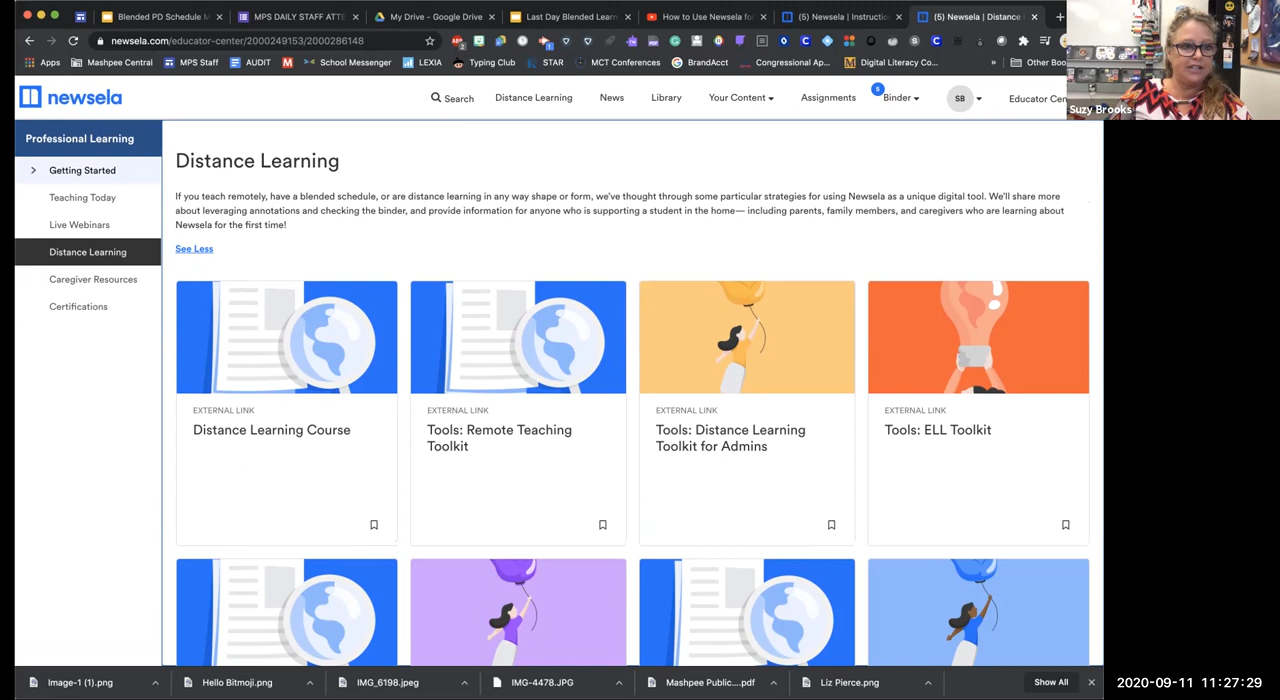 Blended PD Schedule M
MPS DAILY STAFF ATTE
My Drive - Google Drive
Last Day Blended Learn
How to Use Newsela for
(5) Newsela | Instructio
(5) Newsela | Distance
newsela.com/educator-center/2000249153/2000286148
Apps
Mashpee Central
MPS Staff
AUDIT
School Messenger
LEXIA
Typing Club
STAR
MCT Conferences
BrandAcct
Congressional Ap...
Digital Literacy Co...
»
Other Boo
newsela
Search
Distance Learning
News
Library
Your Content
Assignments
5
Binder
SB
Educator Cen
Suzy Brooks
Professional Learning
Getting Started
Teaching Today
Live Webinars
Distance Learning
Caregiver Resources
Certifications
Distance Learning
If you teach remotely, have a blended schedule, or are distance learning in any way shape or form, we've thought through some particular strategies for using Newsela as a unique digital tool. We'll share more
about leveraging annotations and checking the binder, and provide information for anyone who is supporting a student in the home— including parents, family members, and caregivers who are learning about
Newsela for the first time!
See Less
EXTERNAL LINK
Distance Learning Course
EXTERNAL LINK
Tools: Remote Teaching
Toolkit
EXTERNAL LINK
Tools: Distance Learning
Toolkit for Admins
EXTERNAL LINK
Tools: ELL Toolkit
Image-1 (1).png
Hello Bitmoji.png
IMG_6198.jpeg
IMG-4478.JPG
Mashpee Public....pdf
Liz Pierce.png
Show All
2020-09-11 11:27:29